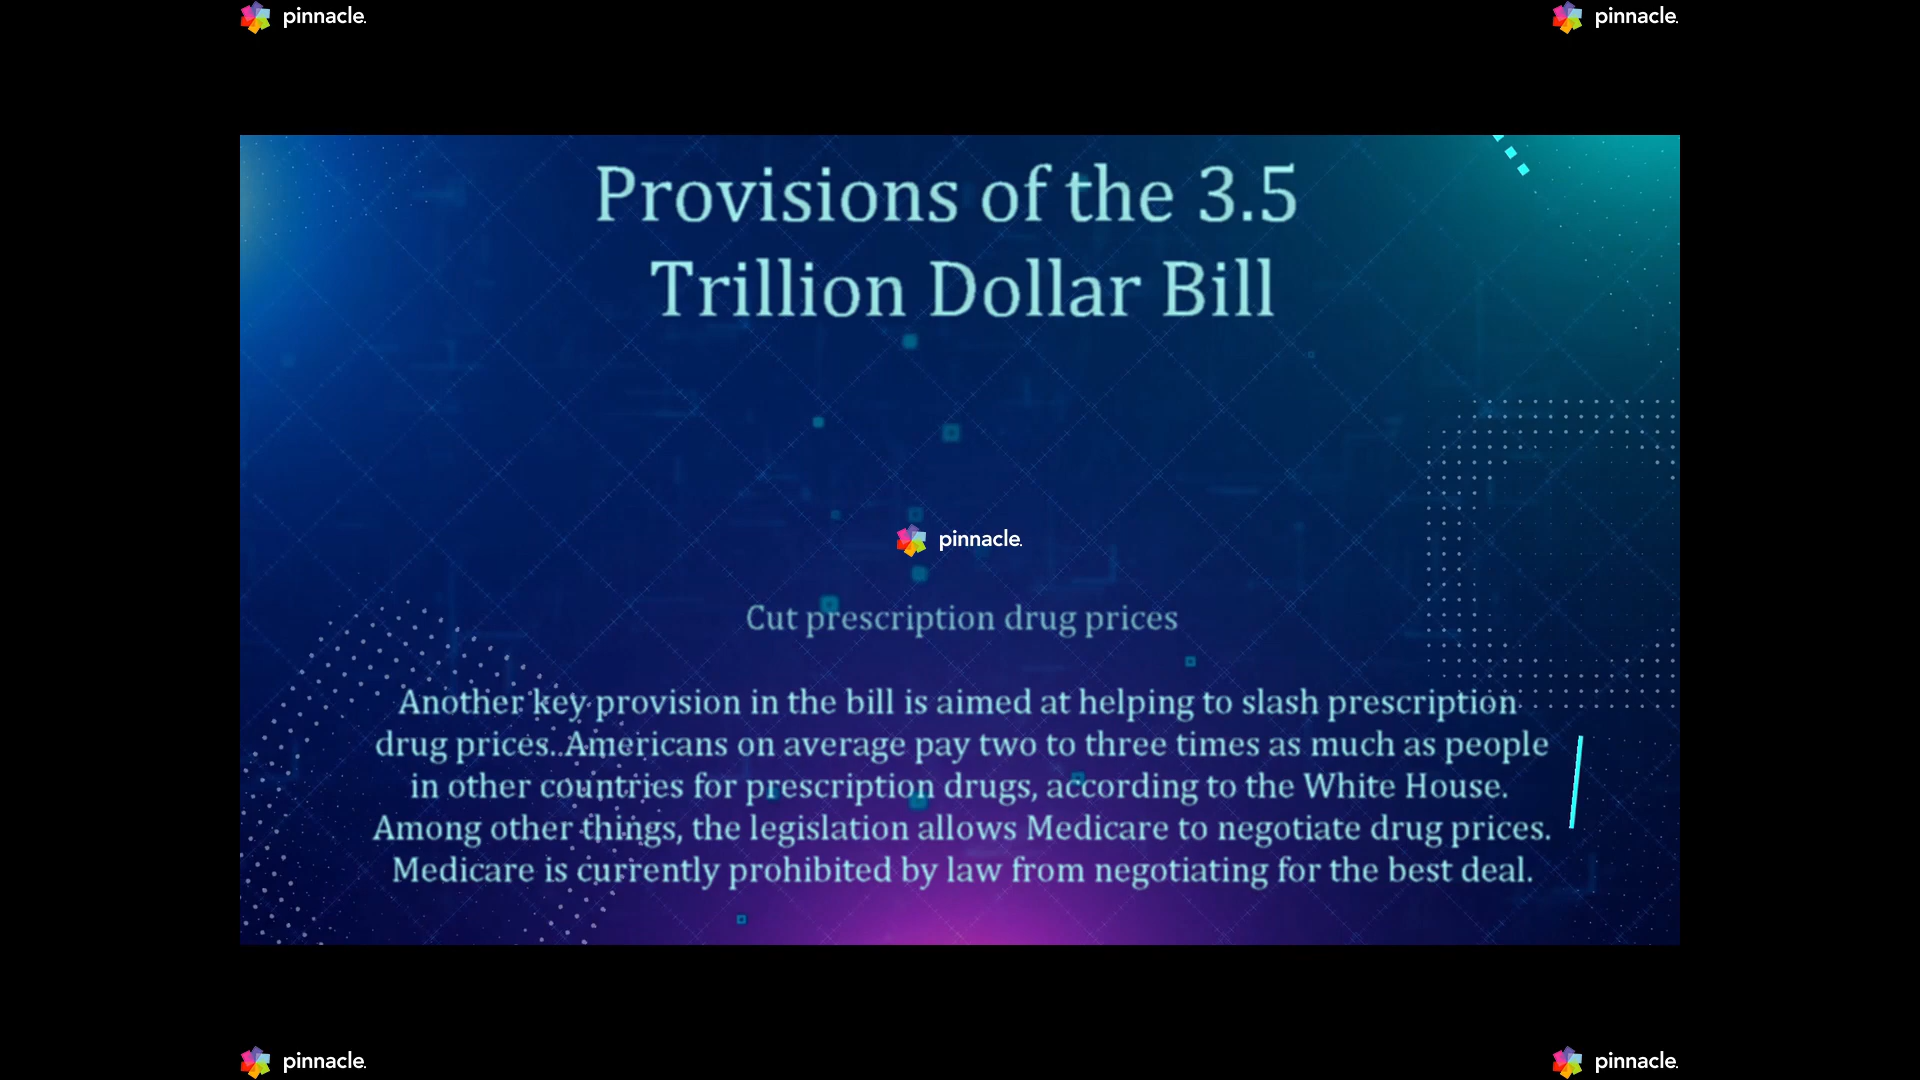 pinnacle.
pinnacle.
Provisions of the 3.5
Trillion Dollar Bill
pinnacle.
Cut prescription drug prices
Another key provision in the bill is aimed at helping to slash prescription
drug prices..Americans on average pay two to three times as much as people
in other countries for prescription drugs, according to the White House.
Among other things, the legislation allows Medicare to negotiate drug prices.
Medicare is currently prohibited by law from negotiating for the best deal.
pinnacle.
pinnacle.